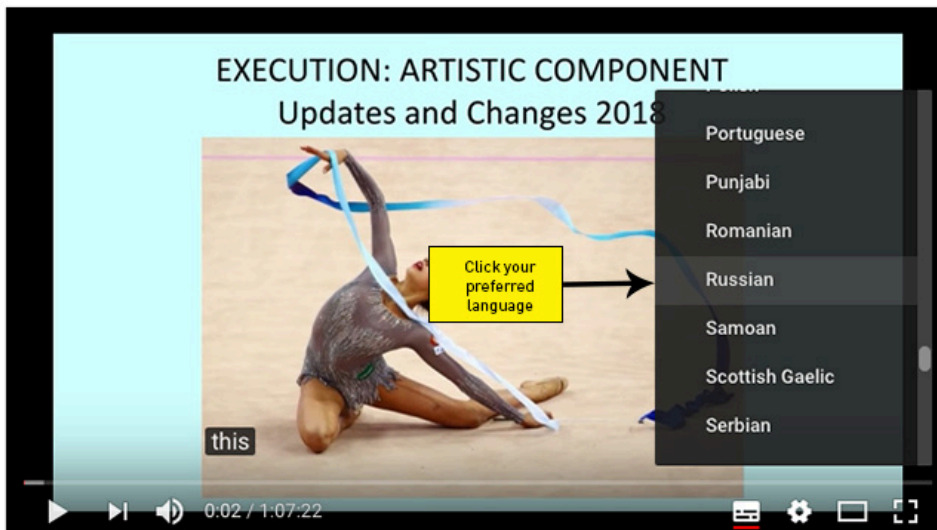 EXECUTION: ARTISTIC COMPONENT
Updates and Changes 2018
Portuguese
Punjabi
Romanian
Click your
preferred
language
Russian
Samoan
Scottish Gaelic
Serbian
this
0:02 / 1:07:22